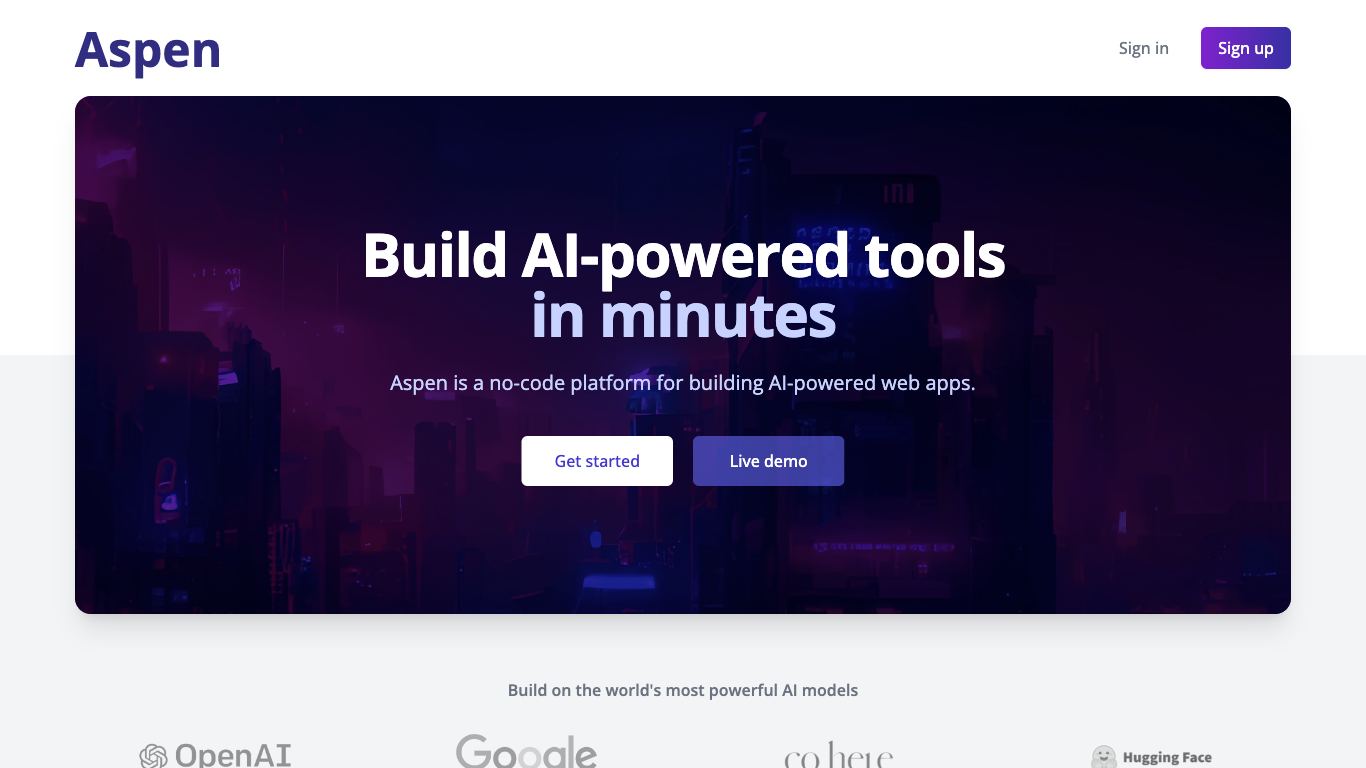 Aspen
Sign in
Sign up
Build AI-powered tools
in minutes
Aspen is a no-code platform for building AI-powered web apps.
Get started
Live demo
Build on the world's most powerful AI models
OpenAI
Google
co:here
Hugging Face